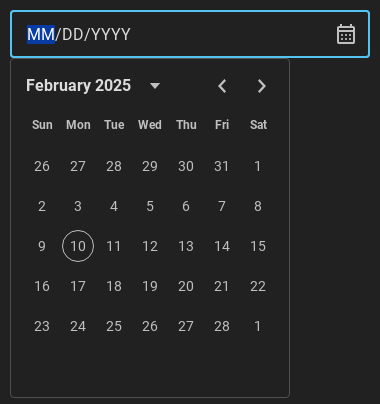 MM/DD/YYYY
February 2025
Sun Mon Tue Wed Thu Fri Sat
26 27 28 29 30 31 1
2 3 4 5 6 7 8
9 10 11 12 13 14 15
16 17 18 19 20 21 22
23 24 25 26 27 28 1